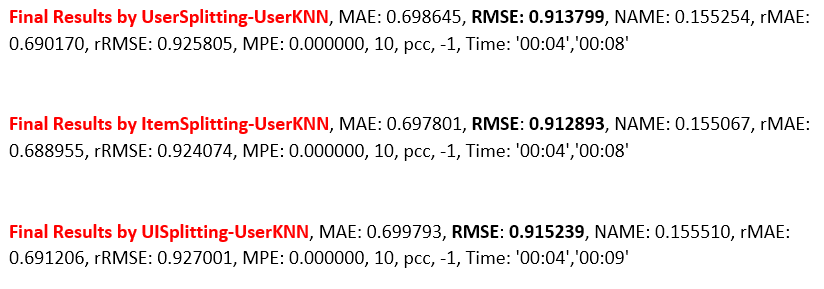 Final Results by UserSplitting-UserKNN, MAE: 0.698645, RMSE: 0.913799, NAME: 0.155254, rMAE:
0.690170, rRMSE: 0.925805, MPE: 0.000000, 10, pcc, -1, Time: '00:04','00:08'
Final Results by ItemSplitting-UserKNN, MAE: 0.697801, RMSE: 0.912893, NAME: 0.155067, rMAE:
0.688955, rRMSE: 0.924074, MPE: 0.000000, 10, pcc, -1, Time: '00:04','00:08'
Final Results by UISplitting-UserKNN, MAE: 0.699793, RMSE: 0.915239, NAME: 0.155510, rMAE:
0.691206, rRMSE: 0.927001, MPE: 0.000000, 10, pcc, -1, Time: '00:04','00:09'